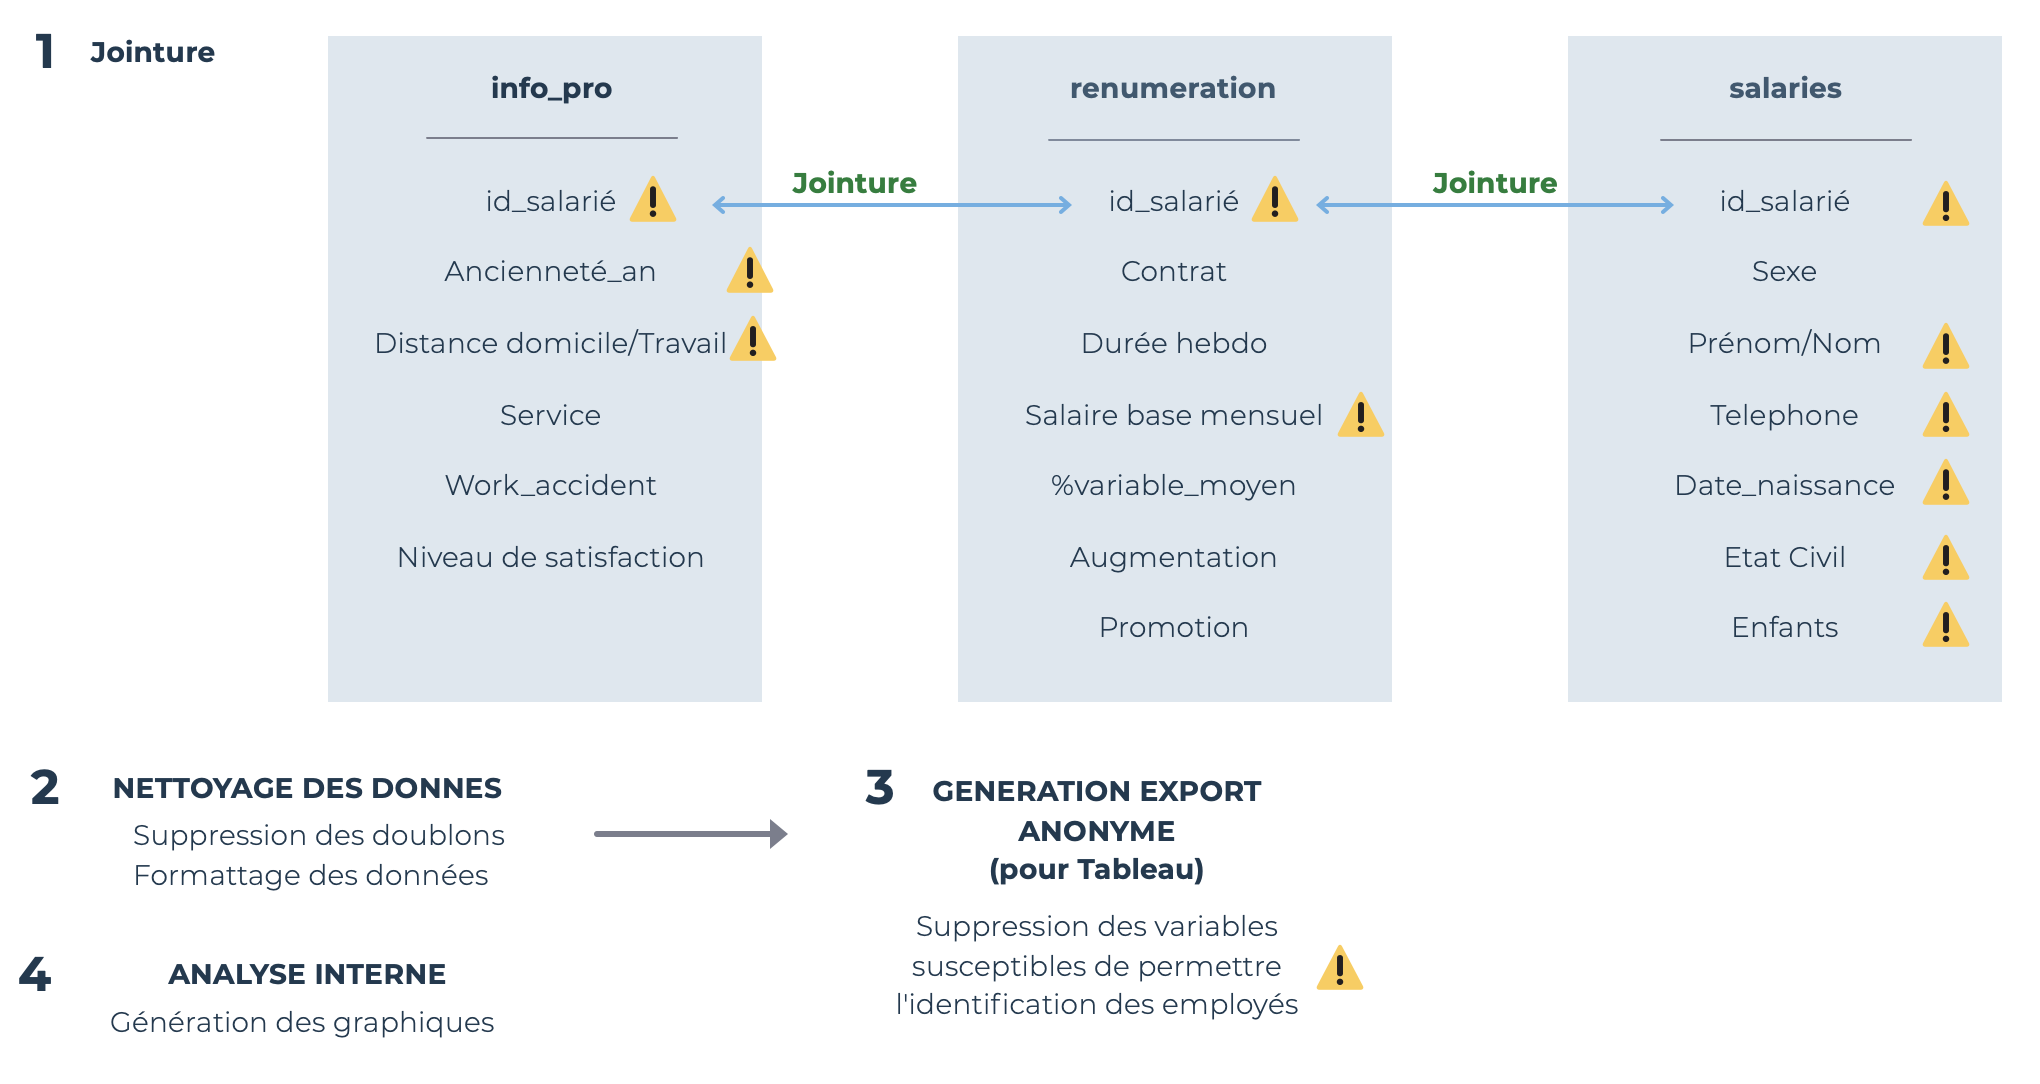 1 Jointure
info_pro
id_salarié
Ancienneté_an
Distance domicile/Travail
Service
Work_accident
Niveau de satisfaction
Jointure
renumeration
id_salarié
Contrat
Durée hebdo
Salaire base mensuel
%variable_moyen
Augmentation
Promotion
Jointure
salaries
id_salarié
Sexe
Prénom/Nom
Telephone
Date_naissance
Etat Civil
Enfants
2 NETTOYAGE DES DONNES
Suppression des doublons
Formattage des données
3 GENERATION EXPORT
ANONYME
(pour Tableau)
Suppression des variables
susceptibles de permettre
l'identification des employés
4 ANALYSE INTERNE
Génération des graphiques